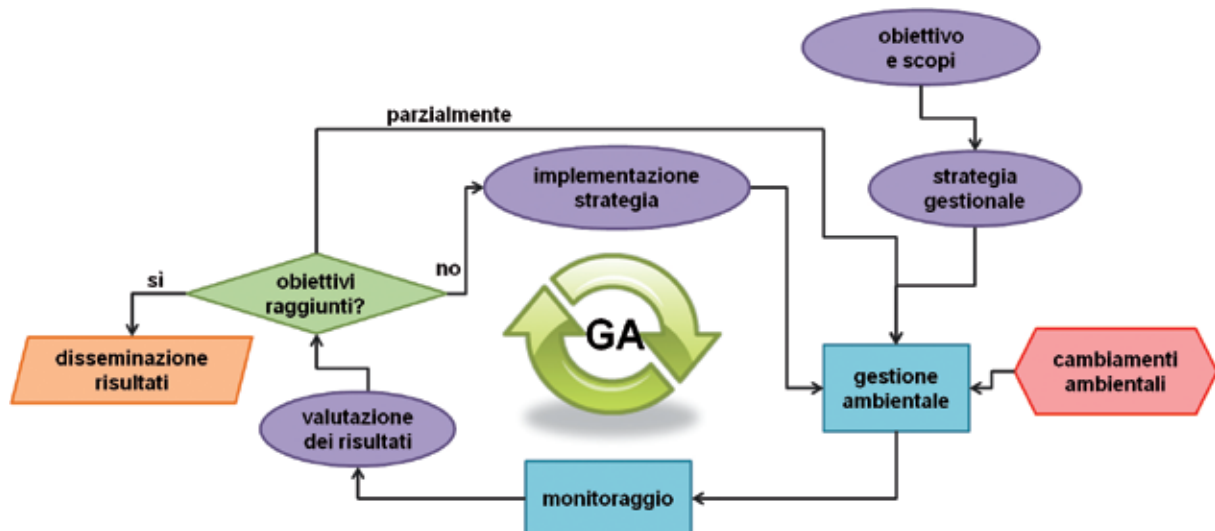 obiettivo
e scopi
parzialmente
implementazione
strategia
strategia
gestionale
sì
obiettivi
raggiunti?
no
GA
disseminazione
risultati
gestione
ambientale
cambiamenti
ambientali
valutazione
dei risultati
monitoraggio